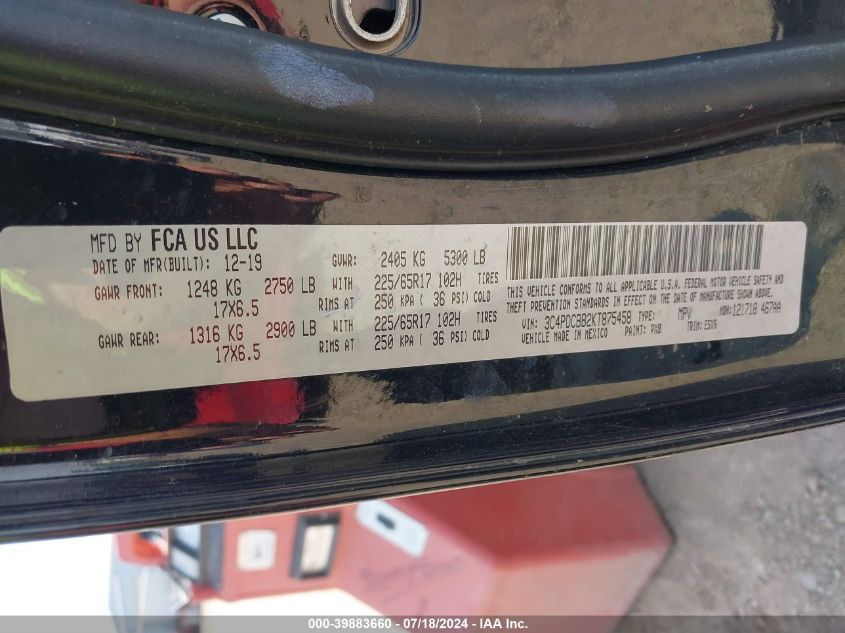 MFD BY FCA US LLC
DATE OF MFR(BUILT): 12-19 GVWR: 2405 KG 5300 LB
GAWR FRONT: 1248 KG 2750 LB WITH 225/65R17 102H TIRES
17X6.5 RIMS AT 250 KPA ( 36 PSI) COLD
GAWR REAR: 1316 KG 2900 LB WITH 225/65R17 102H TIRES
17X6.5 RIMS AT 250 KPA ( 36 PSI) COLD
THIS VEHICLE CONFORMS TO ALL APPLICABLE U.S.A. FEDERAL MOTOR VEHICLE SAFETY AND
THEFT PREVENTION STANDARDS IN EFFECT ON THE DATE OF MANUFACTURE SHOWN ABOVE.
VIN: 3C4PDCBB2KT875458 TYPE: MPV MDH: 121718 467AA
VEHICLE MADE IN MEXICO PAINT: PXB TRIM: E5X9
000-39883660 - 07/18/2024 - IAA Inc.